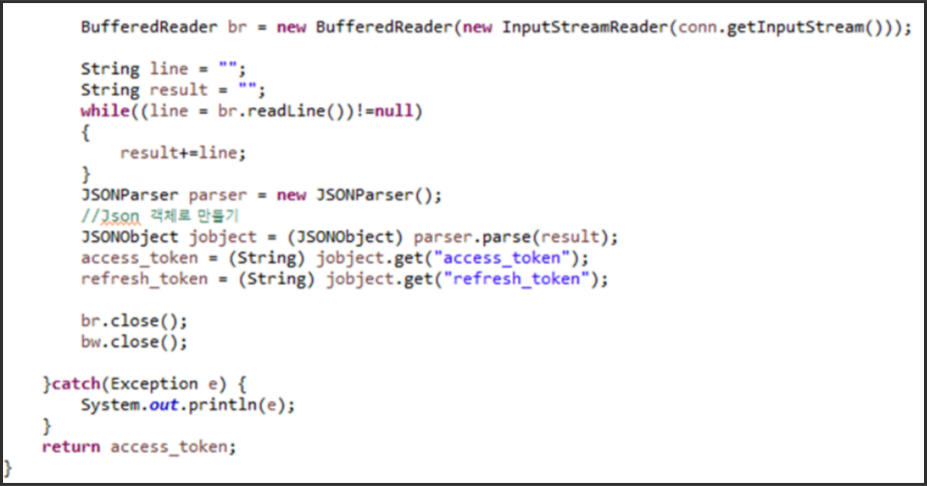 BufferedReader br = new BufferedReader(new InputStreamReader(conn.getInputStream()));
String line = "";
String result = "";
while((line = br.readLine())!=null)
{
result+=line;
}
JSONParser parser = new JSONParser();
//Json 객체로 만들기
JSONObject jobject = (JSONObject) parser.parse(result);
access_token = (String) jobject.get("access_token");
refresh_token = (String) jobject.get("refresh_token");
br.close();
bw.close();
}catch(Exception e) {
System.out.println(e);
}
return access_token;
}